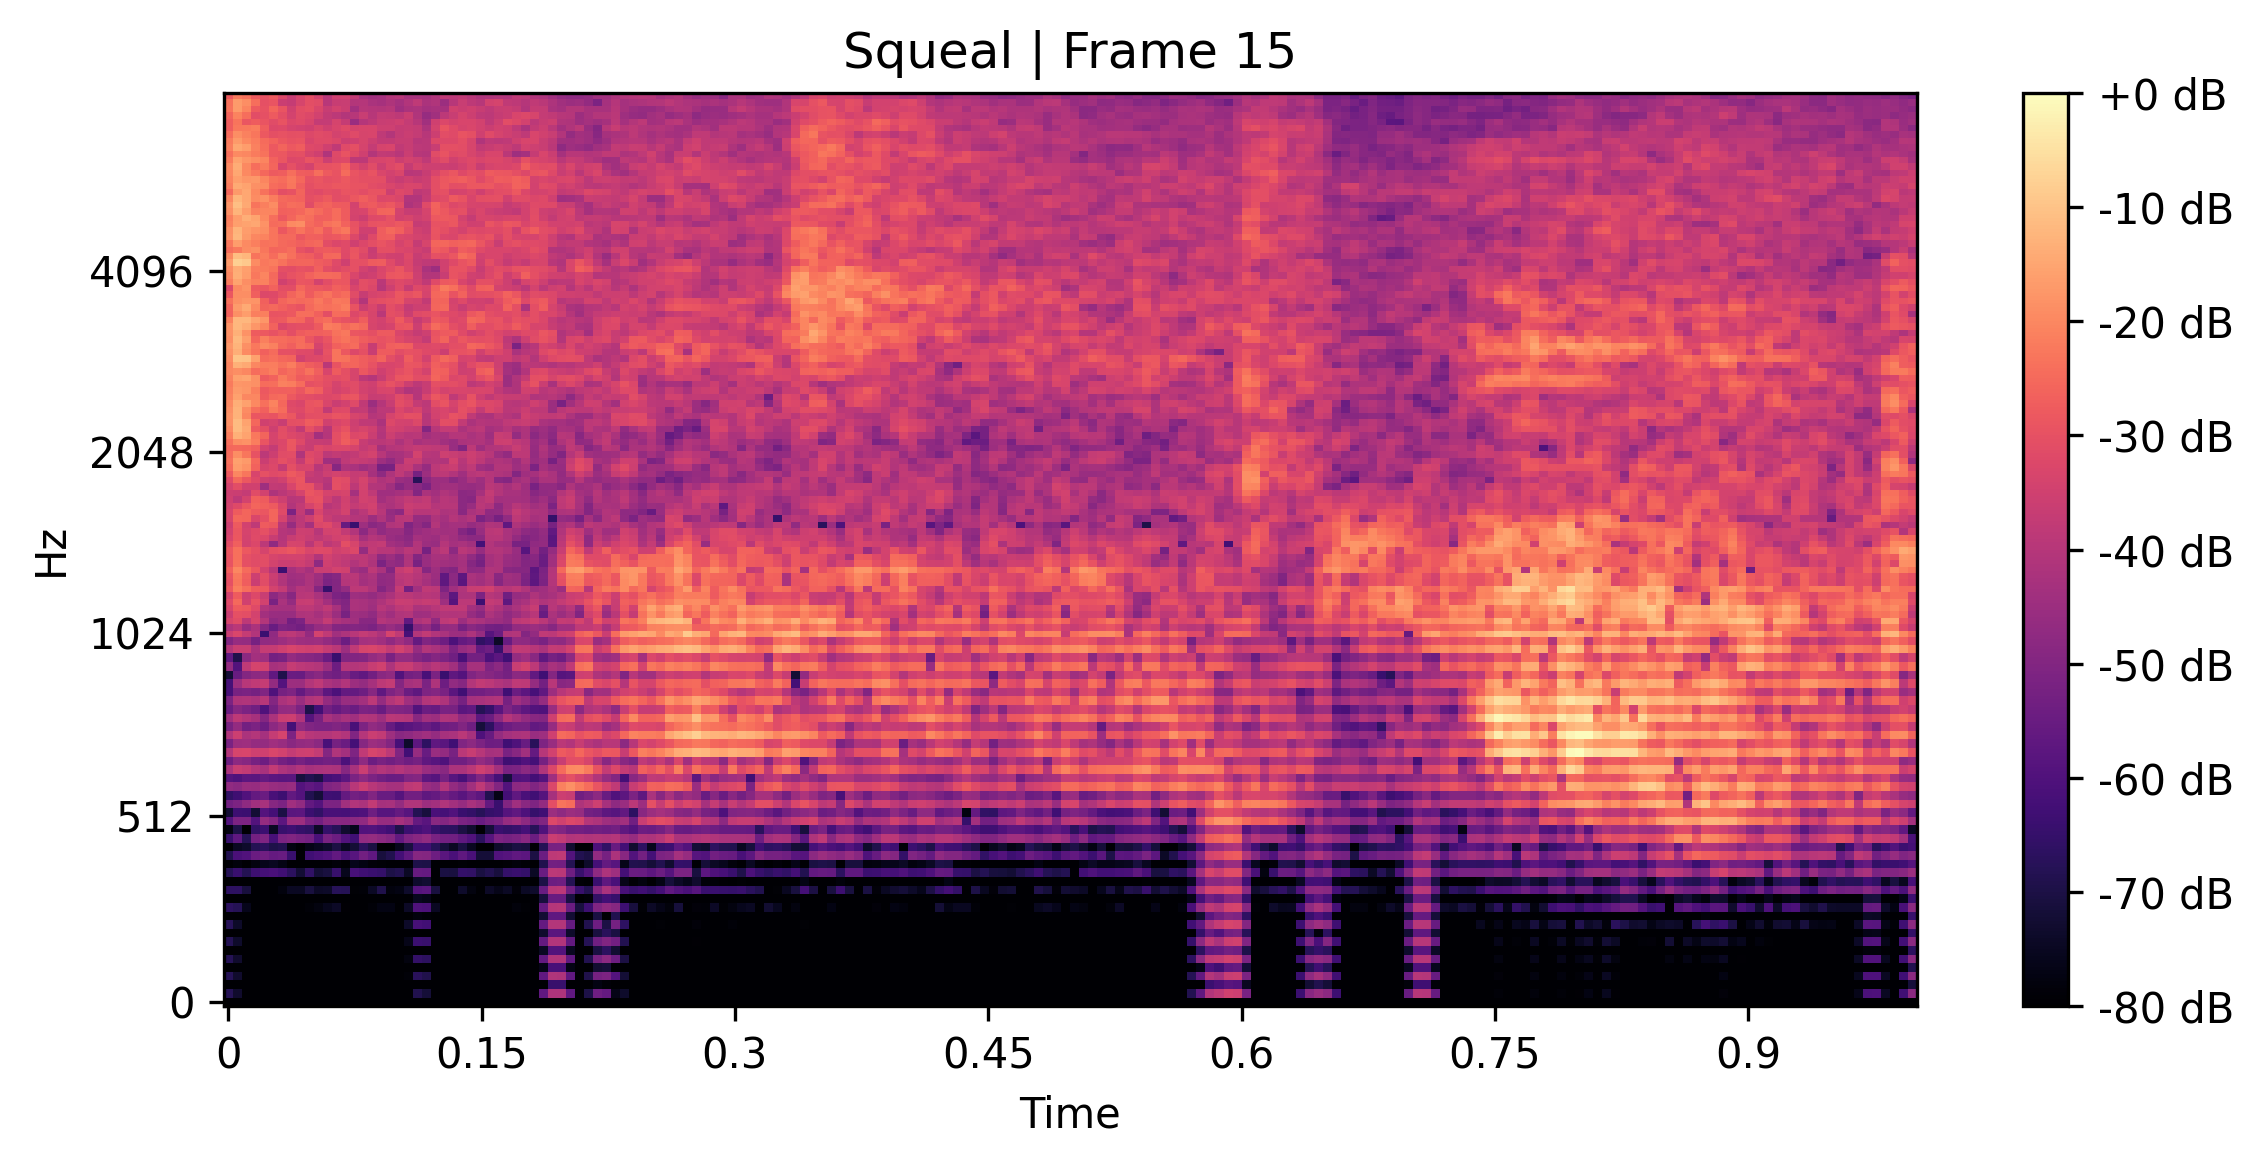 Squeal | Frame 15
Hz
4096
2048
1024
512
0
0 0.15 0.3 0.45 0.6 0.75 0.9
Time
+0 dB
-10 dB
-20 dB
-30 dB
-40 dB
-50 dB
-60 dB
-70 dB
-80 dB